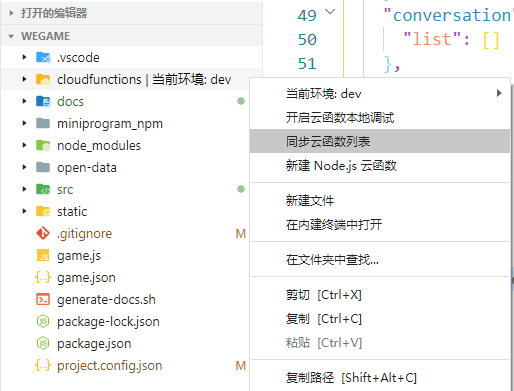 打开的编辑器
WEGAME
.vscode
cloudfunctions | 当前环境: dev
docs
miniprogram_npm
node_modules
open-data
src
static
.gitignore M
game.js
game.json
generate-docs.sh
package-lock.json
package.json
project.config.json M
49
"conversation"
50 "list": []
51 },
当前环境: dev
开启云函数本地调试
同步云函数列表
新建 Node.js 云函数
新建文件
在内建终端中打开
在文件夹中查找...
剪切 [Ctrl+X]
复制 [Ctrl+C]
粘贴 [Ctrl+V]
复制路径 [Shift+Alt+C]